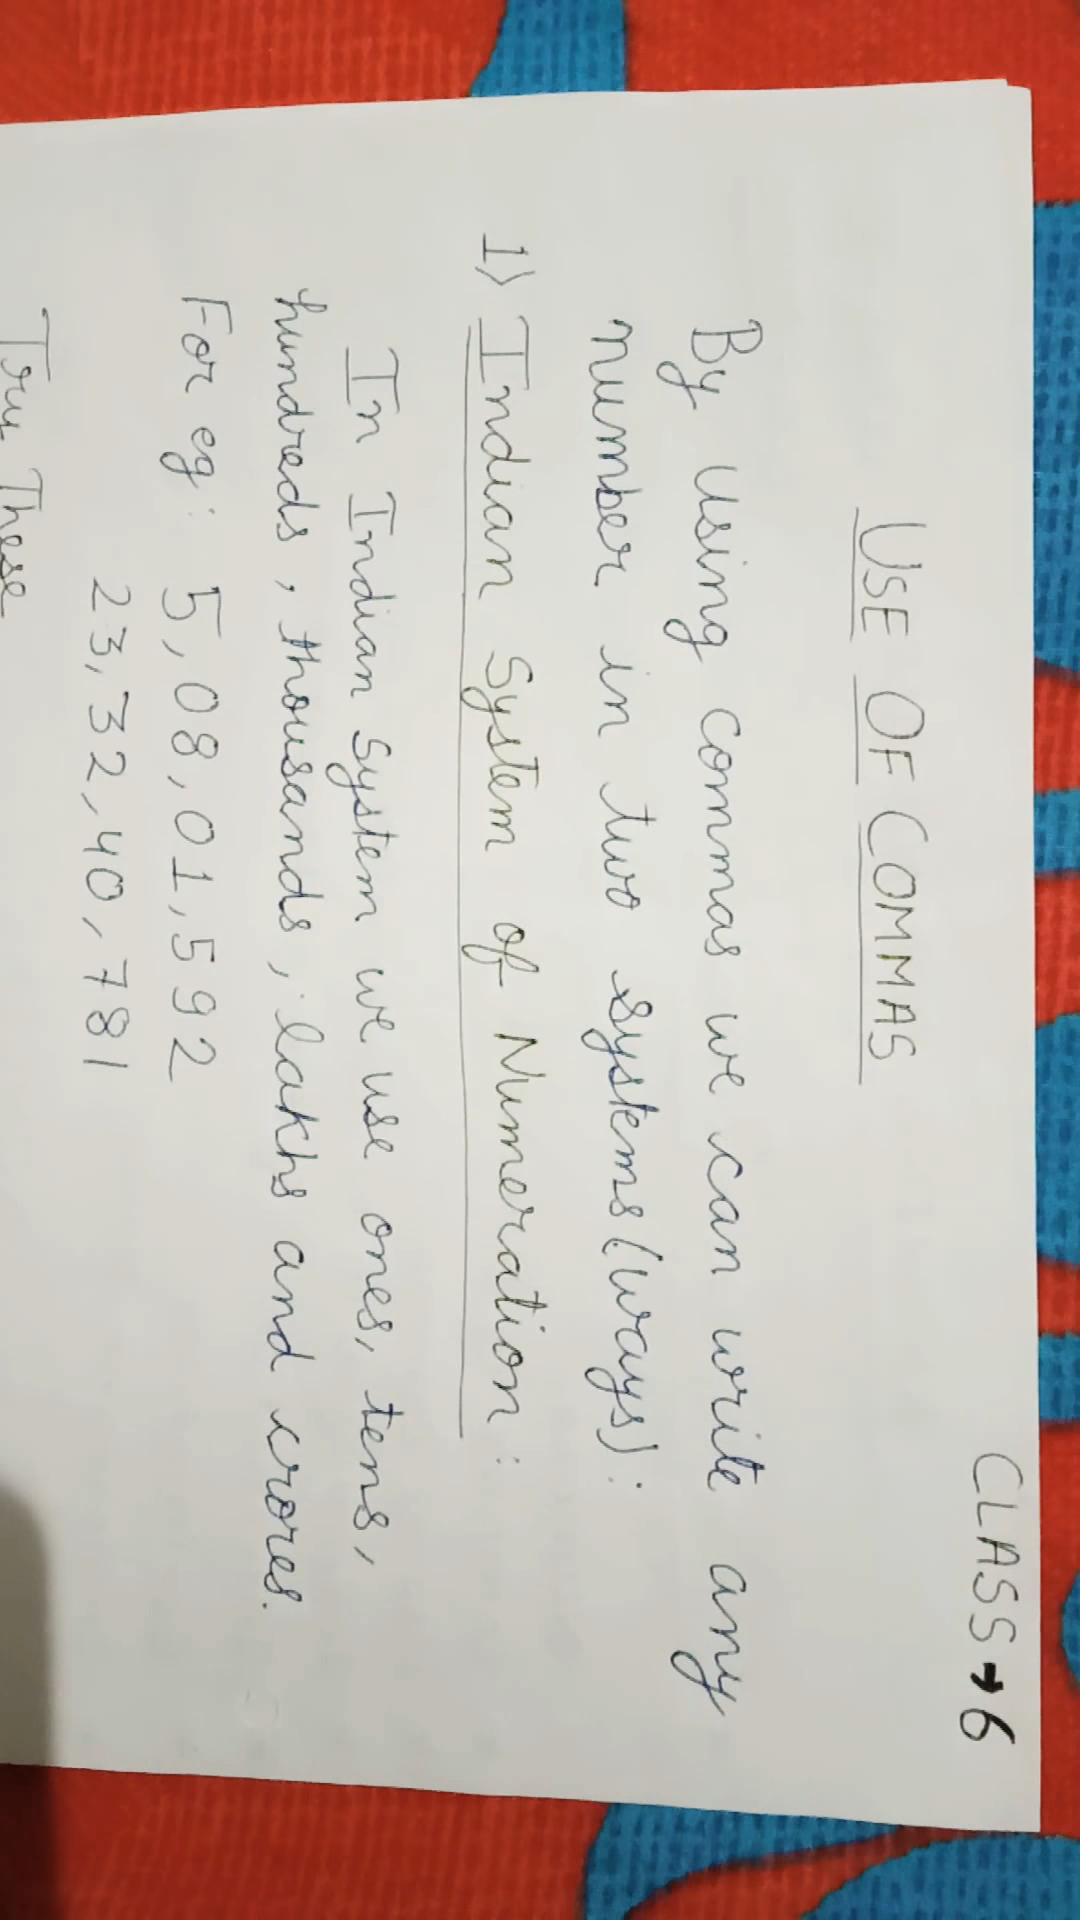 CLASS → 6
USE OF COMMAS
By using commas we can write any
number in two systems (ways):
1) Indian System of Numeration:
In Indian System we use ones, tens,
hundreds, thousands, lakhs and crores.
For eg: 5,08,01,592
23,32,40,781
Try These